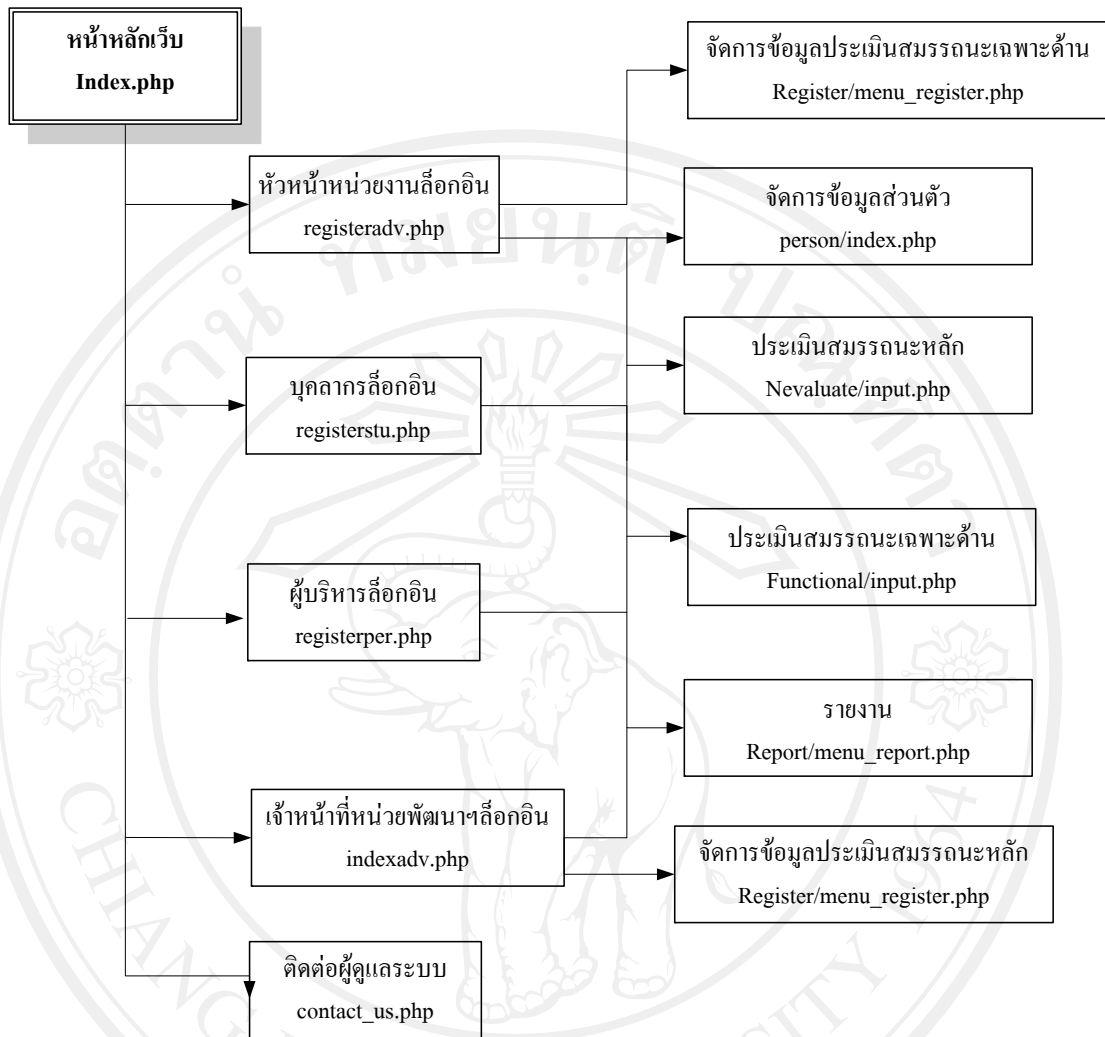 หน้าหลักเว็บ
Index.php
จัดการข้อมูลประเมินสมรรถนะเฉพาะด้าน
Register/menu_register.php
หัวหน้าหน่วยงานล็อกอิน
registeradv.php
จัดการข้อมูลส่วนตัว
person/index.php
ประเมินสมรรถนะหลัก
Nevaluate/input.php
บุคลากรล็อกอิน
registerstu.php
ประเมินสมรรถนะเฉพาะด้าน
Functional/input.php
ผู้บริหารล็อกอิน
registerper.php
รายงาน
Report/menu_report.php
เจ้าหน้าที่หน่วยพัฒนาฯล็อกอิน
indexadv.php
จัดการข้อมูลประเมินสมรรถนะหลัก
Register/menu_register.php
ติดต่อผู้ดูแลระบบ
contact_us.php